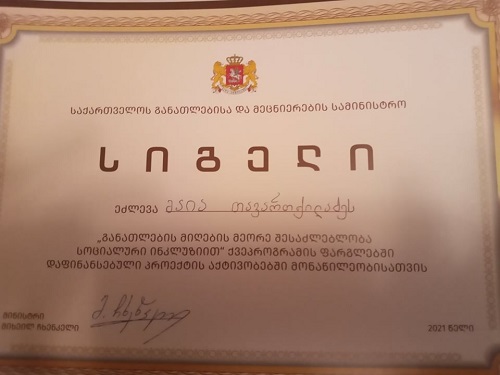 საქართველოს განათლებისა და მეცნიერების სამინისტრო
სიგელი
ეძლევა მაია თავართქილაძეს
„განათლების მიღების მეორე შესაძლებლობა
სოციალური ინკლუზიით“ ქვეპროგრამის ფარგლებში
დაფინანსებული პროექტის აქტივობებში მონაწილეობისათვის
მინისტრი
მიხეილ ჩხენკელი
2021 წელი